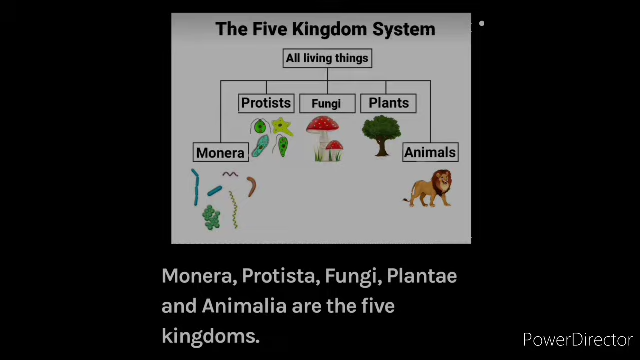 The Five Kingdom System
All living things
Protists
Fungi
Plants
Monera
Animals
Monera, Protista, Fungi, Plantae
and Animalia are the five
kingdoms.
PowerDirector